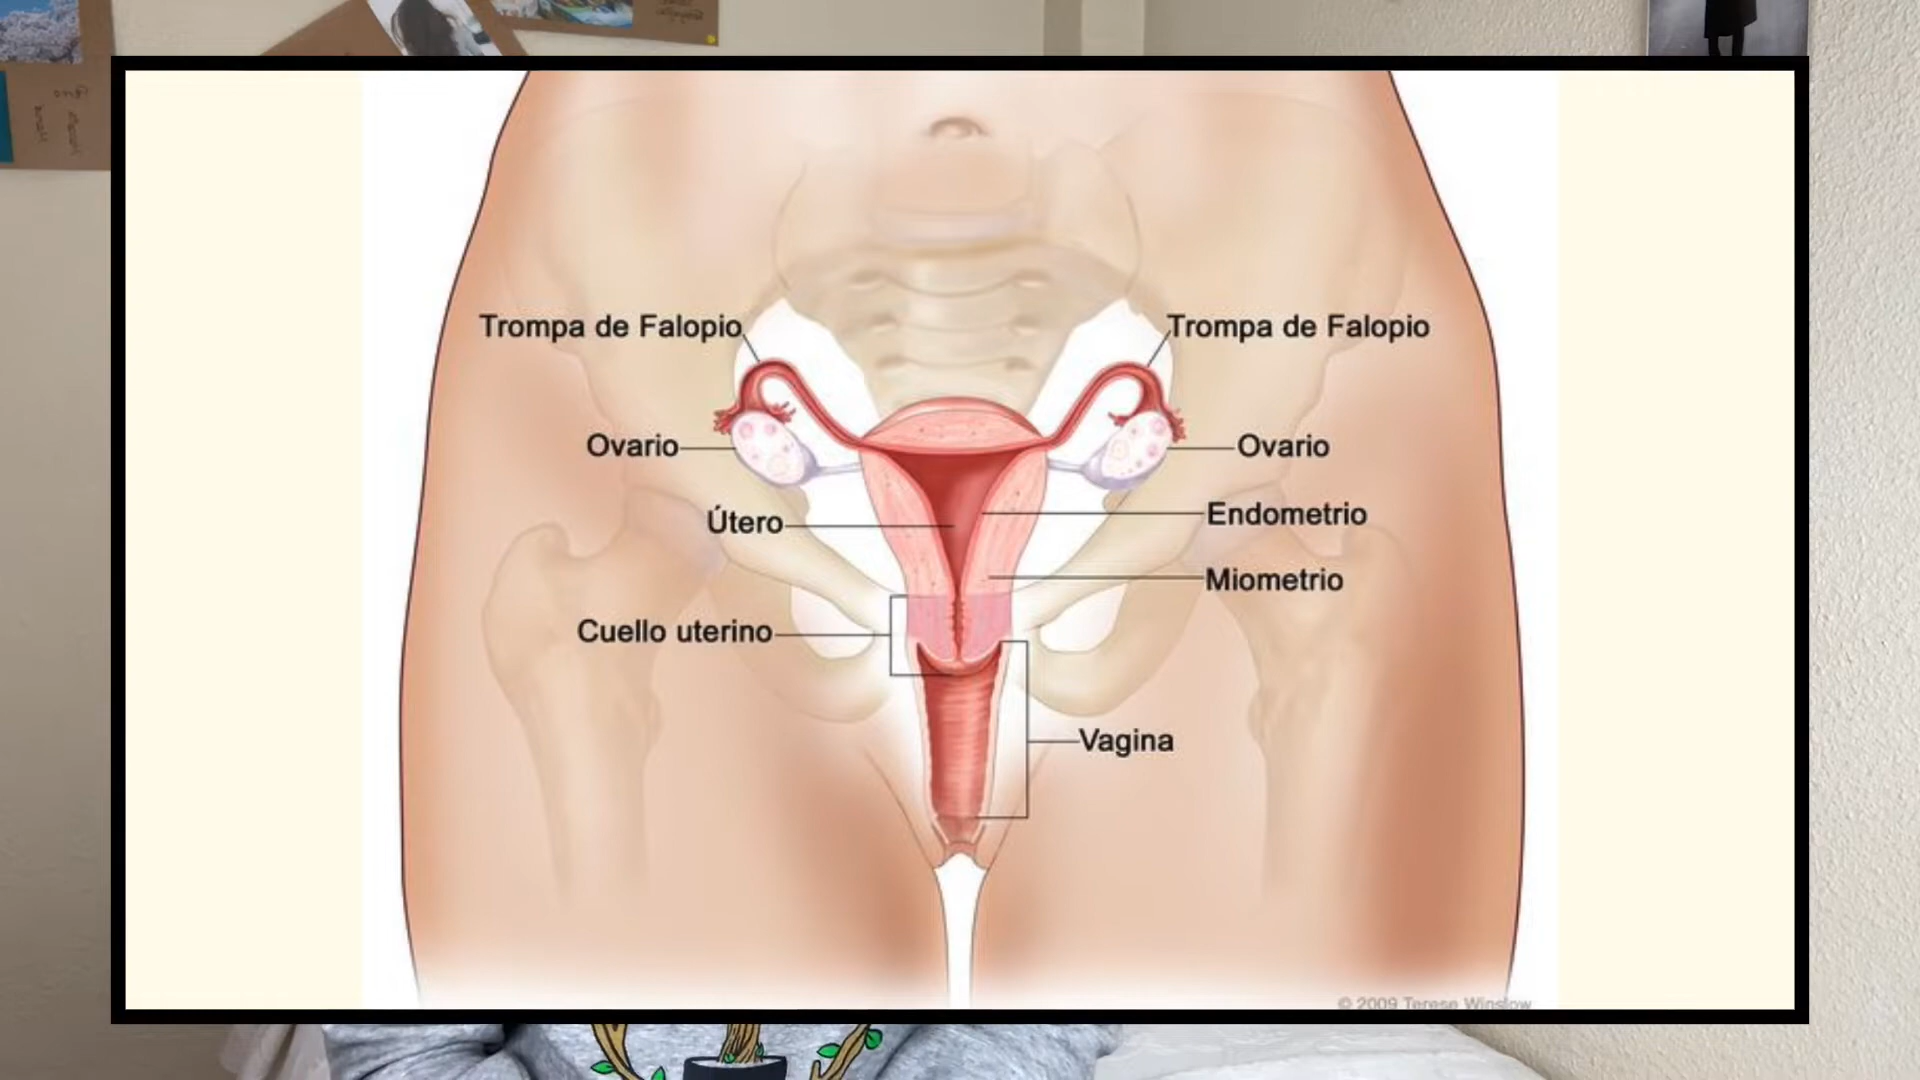 Trompa de Falopio
Trompa de Falopio
Ovario
Ovario
Útero
Endometrio
Miometrio
Cuello uterino
Vagina
© 2009 Terese Winslow